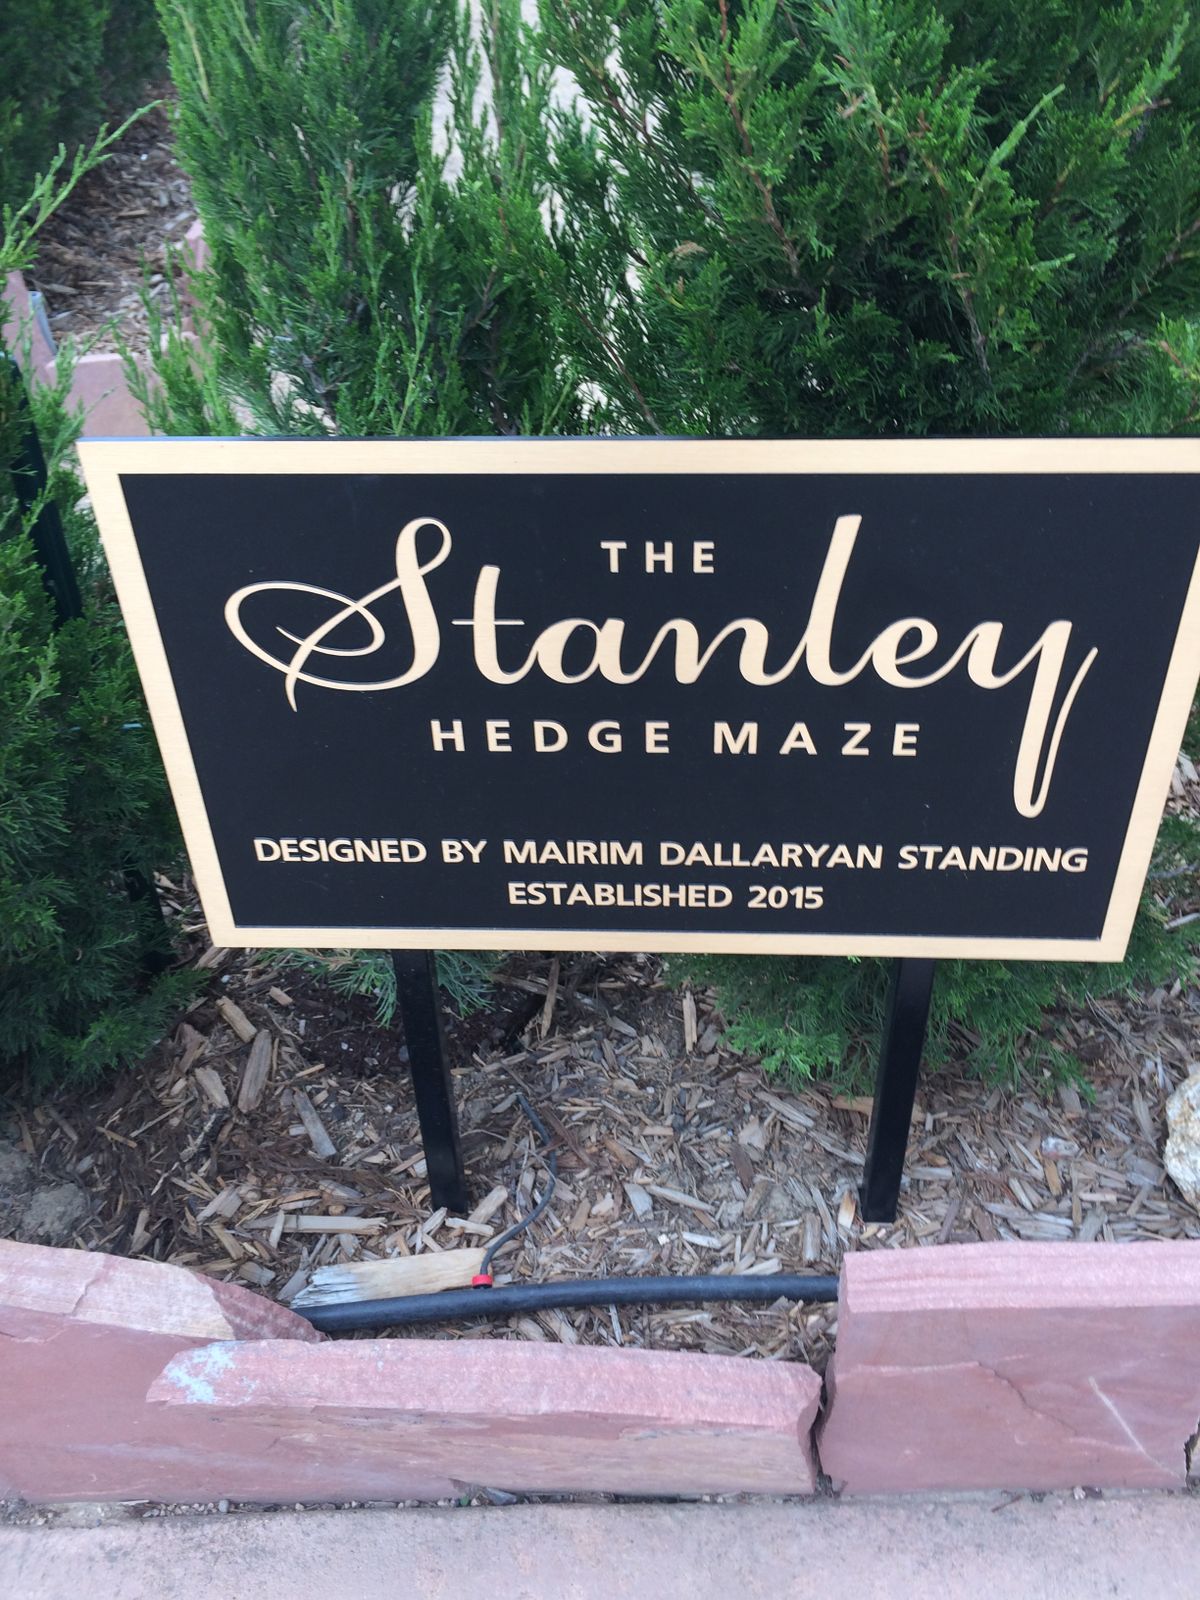 THE
Stanley
HEDGE MAZE
DESIGNED BY MAIRIM DALLARYAN STANDING
ESTABLISHED 2015